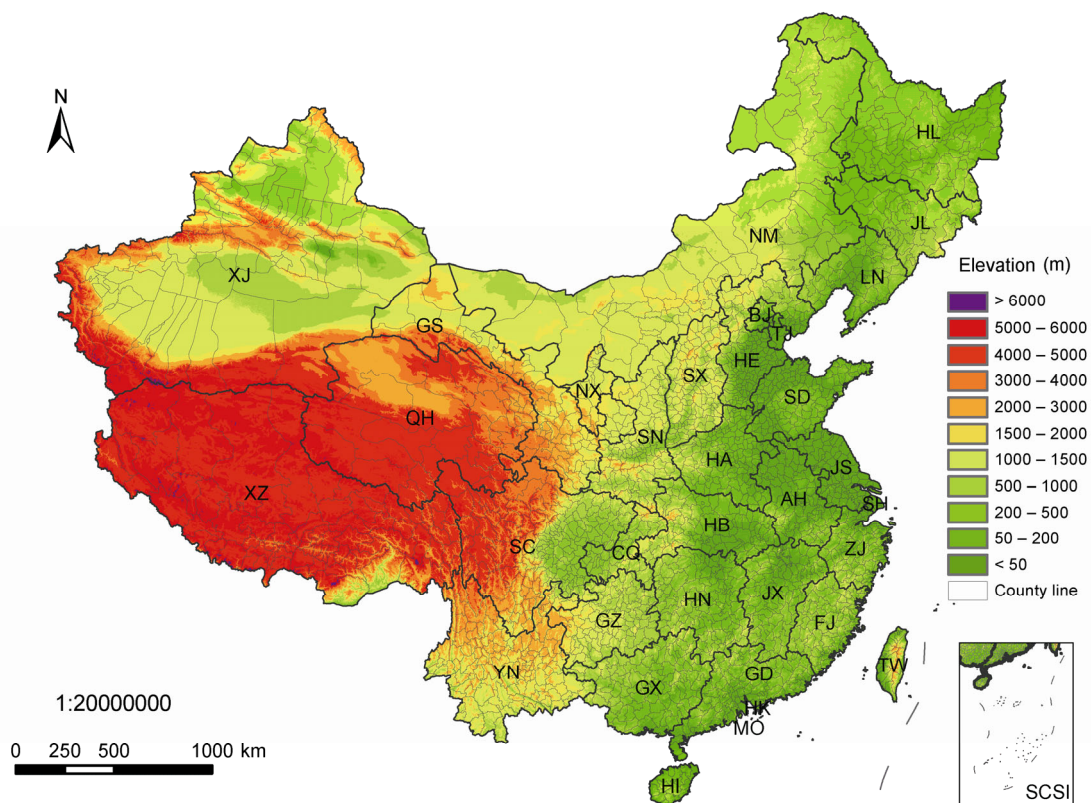 N
HL
JL
NM
LN
XJ
Elevation (m)
> 6000
5000 – 6000
4000 – 5000
3000 – 4000
2000 – 3000
1500 – 2000
1000 – 1500
500 – 1000
200 – 500
50 – 200
< 50
County line
GS
BJ
TJ
HE
SX
NX
SD
QH
SN
HA
JS
XZ
AH
SH
HB
SC
CQ
ZJ
HN
JX
GZ
FJ
YN
TW
GX
GD
HK
MO
HI
1:20000000
0 250 500 1000 km
SCSI